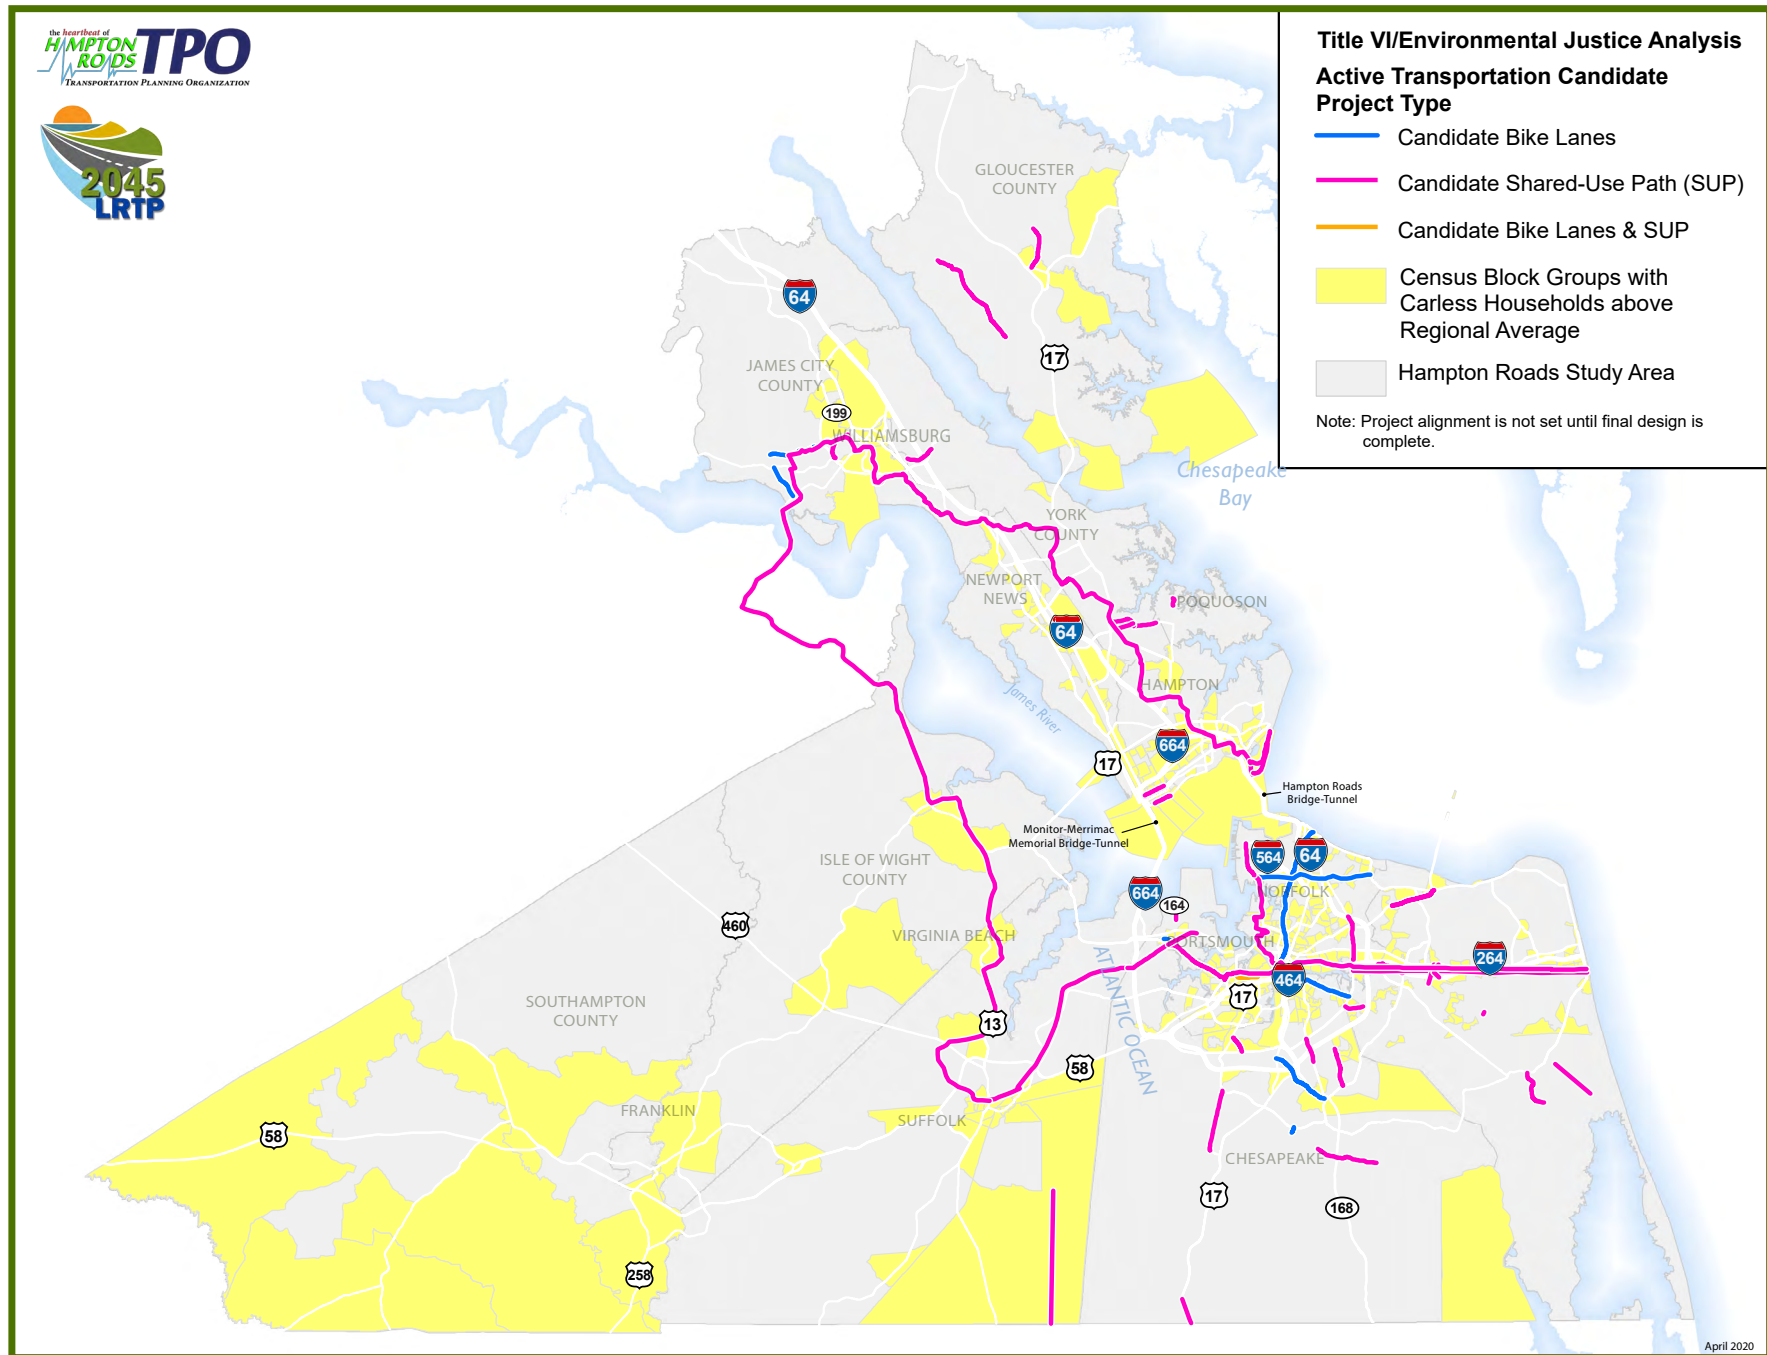 the heartbeat of
HAMPTON
ROADS
TPO
TRANSPORTATION PLANNING ORGANIZATION
2045
LRTP
Title VI/Environmental Justice Analysis
Active Transportation Candidate
Project Type
Candidate Bike Lanes
Candidate Shared-Use Path (SUP)
Candidate Bike Lanes & SUP
Census Block Groups with
Carless Households above
Regional Average
Hampton Roads Study Area
Note: Project alignment is not set until final design is
complete.
GLOUCESTER
COUNTY
64
17
JAMES CITY
COUNTY
199
WILLIAMSBURG
Chesapeake
Bay
YORK
COUNTY
NEWPORT
NEWS
POQUOSON
64
HAMPTON
James River
664
17
Hampton Roads
Bridge-Tunnel
Monitor-Merrimac
Memorial Bridge-Tunnel
564
64
ISLE OF WIGHT
COUNTY
664
164
NORFOLK
460
VIRGINIA BEACH
PORTSMOUTH
264
464
17
SOUTHAMPTON
COUNTY
13
ATLANTIC OCEAN
58
FRANKLIN
SUFFOLK
58
CHESAPEAKE
17
168
258
April 2020